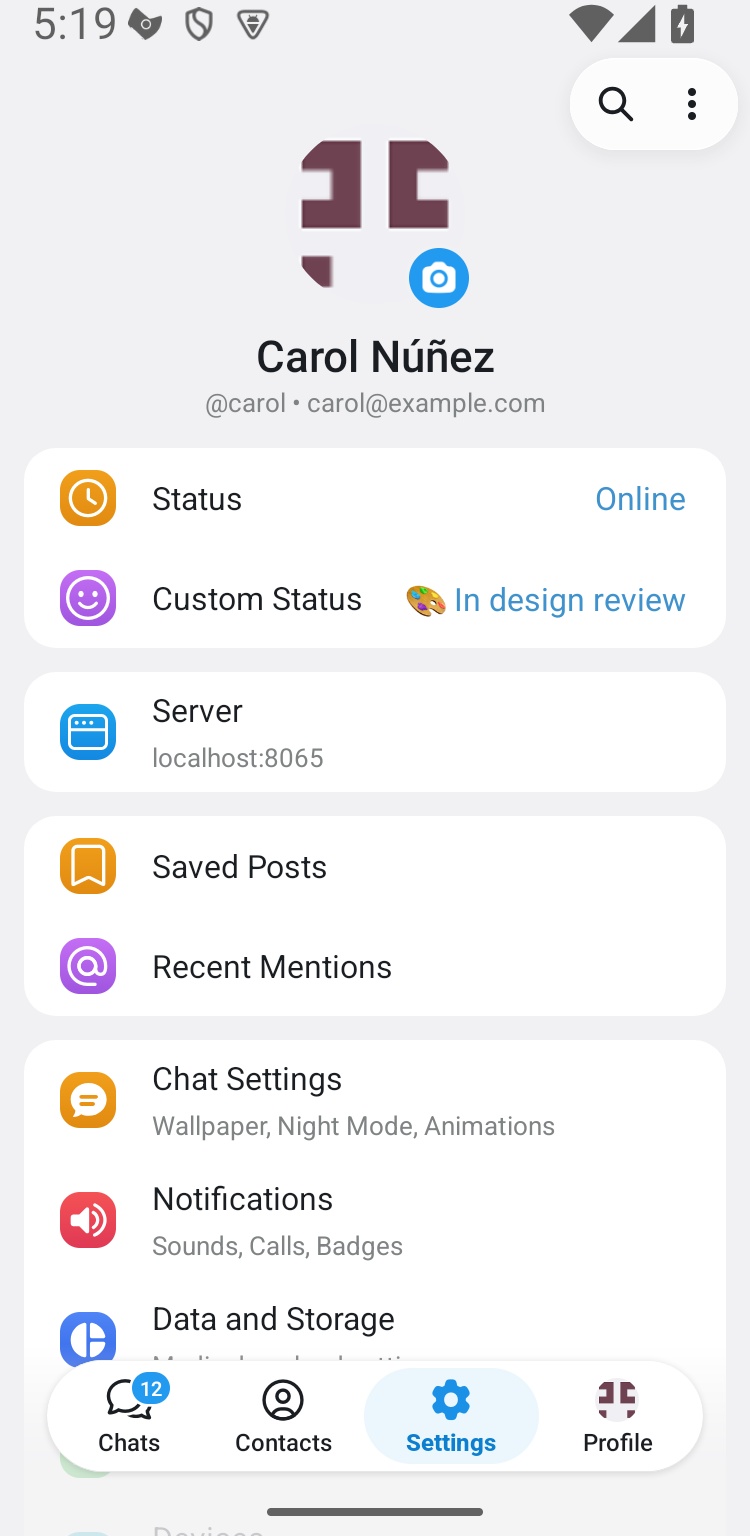 5:19
Carol Núñez
@carol • carol@example.com
Status
Online
Custom Status
🎨 In design review
Server
localhost:8065
Saved Posts
Recent Mentions
Chat Settings
Wallpaper, Night Mode, Animations
Notifications
Sounds, Calls, Badges
Data and Storage
12
Chats
Contacts
Settings
Profile
Devices